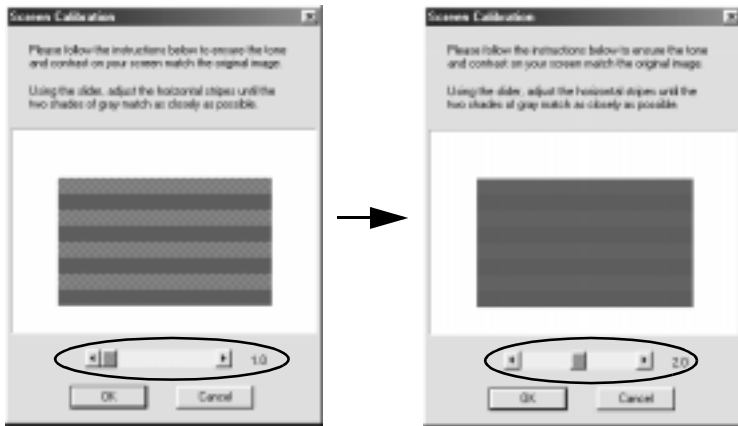 Screen Calibration
Please follow the instructions below to ensure the tone
and contrast on your screen match the original image.
Using the slider, adjust the horizontal stripes until the
two shades of gray match as closely as possible.
1.0
OK
Cancel
Screen Calibration
Please follow the instructions below to ensure the tone
and contrast on your screen match the original image.
Using the slider, adjust the horizontal stripes until the
two shades of gray match as closely as possible.
2.0
OK
Cancel